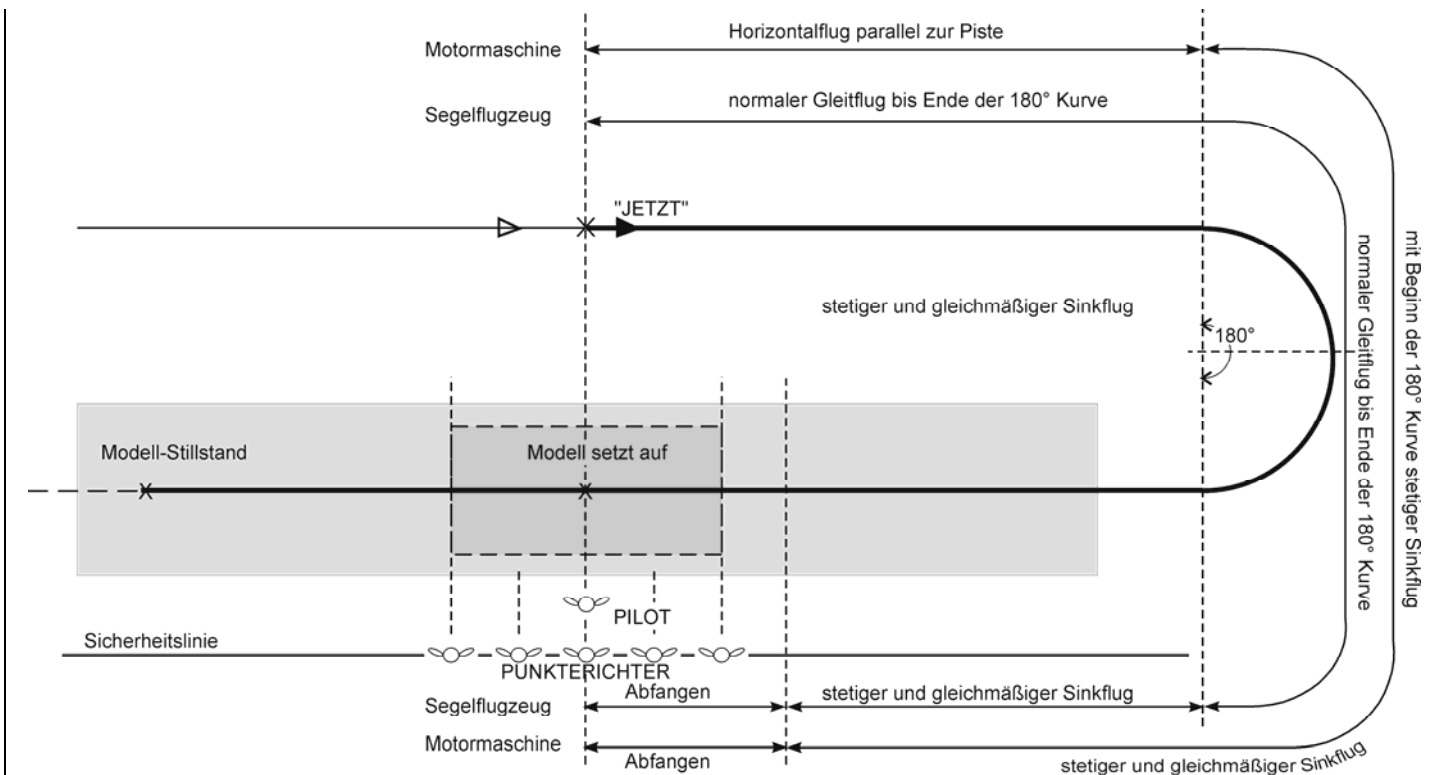 Horizontalflug parallel zur Piste
Motormaschine
normaler Gleitflug bis Ende der 180° Kurve
Segelflugzeug
"JETZT"
mit Beginn der 180° Kurve stetiger Sinkflug
normaler Gleitflug bis Ende der 180° Kurve
stetiger und gleichmäßiger Sinkflug
180°
Modell-Stillstand
Modell setzt auf
PILOT
Sicherheitslinie
PUNKTERICHTER
Segelflugzeug
Abfangen
stetiger und gleichmäßiger Sinkflug
Motormaschine
Abfangen
stetiger und gleichmäßiger Sinkflug